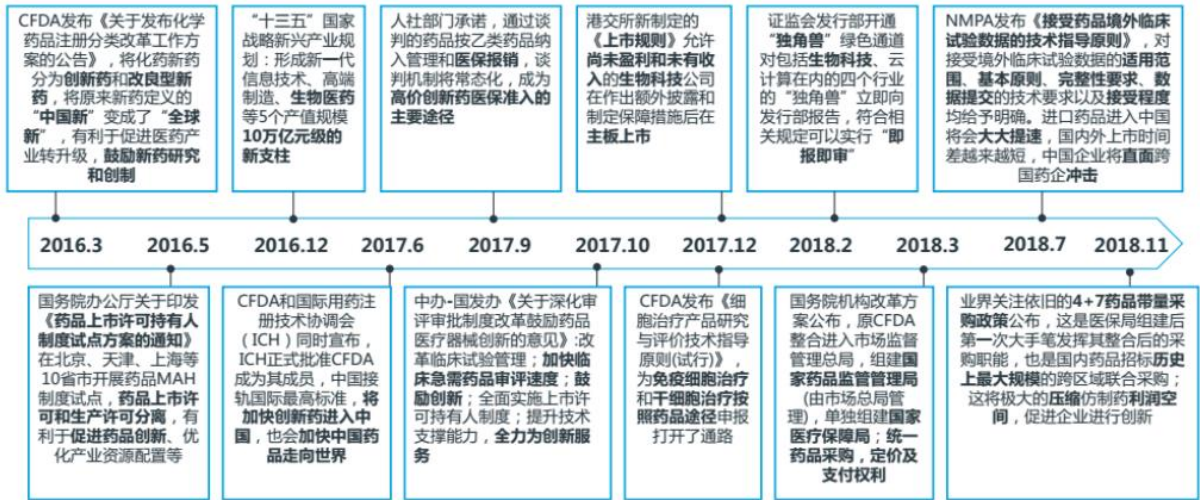 CFDA发布《关于发布化学
药品注册分类改革工作方
案的公告》，将化药新药
分为创新药和改良型新
药，将原来新药定义的
“中国新”变成了“全球
新”，有利于促进医药产
业转升级，鼓励新药研究
和创制
“十三五”国家
战略新兴产业规
划：形成新一代
信息技术、高端
制造、生物医药
等5个产值规模
10万亿元级的
新支柱
人社部门承诺，通过谈
判的药品按乙类药品纳
入管理和医保报销，谈
判机制将常态化，成为
高价创新药医保准入的
主要途径
港交所新制定的
《上市规则》允许
尚未盈利和未有收
入的生物科技公司
在作出额外披露和
制定保障措施后在
主板上市
证监会发行部开通
“独角兽”绿色通道
对包括生物科技、云
计算在内的四个行业
的“独角兽”立即向
发行部报告，符合相
关规定可以实行“即
报即审”
NMPA发布《接受药品境外临床
试验数据的技术指导原则》，对
接受境外临床试验数据的适用范
围、基本原则、完整性要求、数
据提交的技术要求以及接受程度
均给予明确。进口药品进入中国
将会大大提速，国内外上市时间
差越来越短，中国企业将直面跨
国药企冲击
2016.3
2016.5
2016.12
2017.6
2017.9
2017.10
2017.12
2018.2
2018.3
2018.7
2018.11
国务院办公厅关于印发
《药品上市许可持有人
制度试点方案的通知》
在北京、天津、上海等
10省市开展药品MAH
制度试点，药品上市许
可和生产许可分离，有
利于促进药品创新、优
化产业资源配置等
CFDA和国际用药注
册技术协调会
（ICH）同时宣布，
ICH正式批准CFDA
成为其成员，中国接
轨国际最高标准，将
加快创新药进入中
国，也会加快中国药
品走向世界
中办-国发办《关于深化审
评审批制度改革鼓励药品
医疗器械创新的意见》:改
革临床试验管理；加快临
床急需药品审评速度；鼓
励创新；全面实施上市许
可持有人制度；提升技术
支撑能力，全力为创新服
务
CFDA发布《细
胞治疗产品研究
与评价技术指导
原则(试行)》，
为免疫细胞治疗
和干细胞治疗按
照药品途径申报
打开了通路
国务院机构改革方
案公布，原CFDA
整合进入市场监督
管理总局，组建国
家药品监管管理局
(由市场总局管
理)，单独组建国家
医疗保障局；统一
药品采购，定价及
支付权利
业界关注依旧的4+7药品带量采
购政策公布，这是医保局组建后
第一次大手笔发挥其整合后的采
购职能，也是国内药品招标历史
上最大规模的跨区域联合采购；
这将极大的压缩仿制药利润空
间，促进企业进行创新